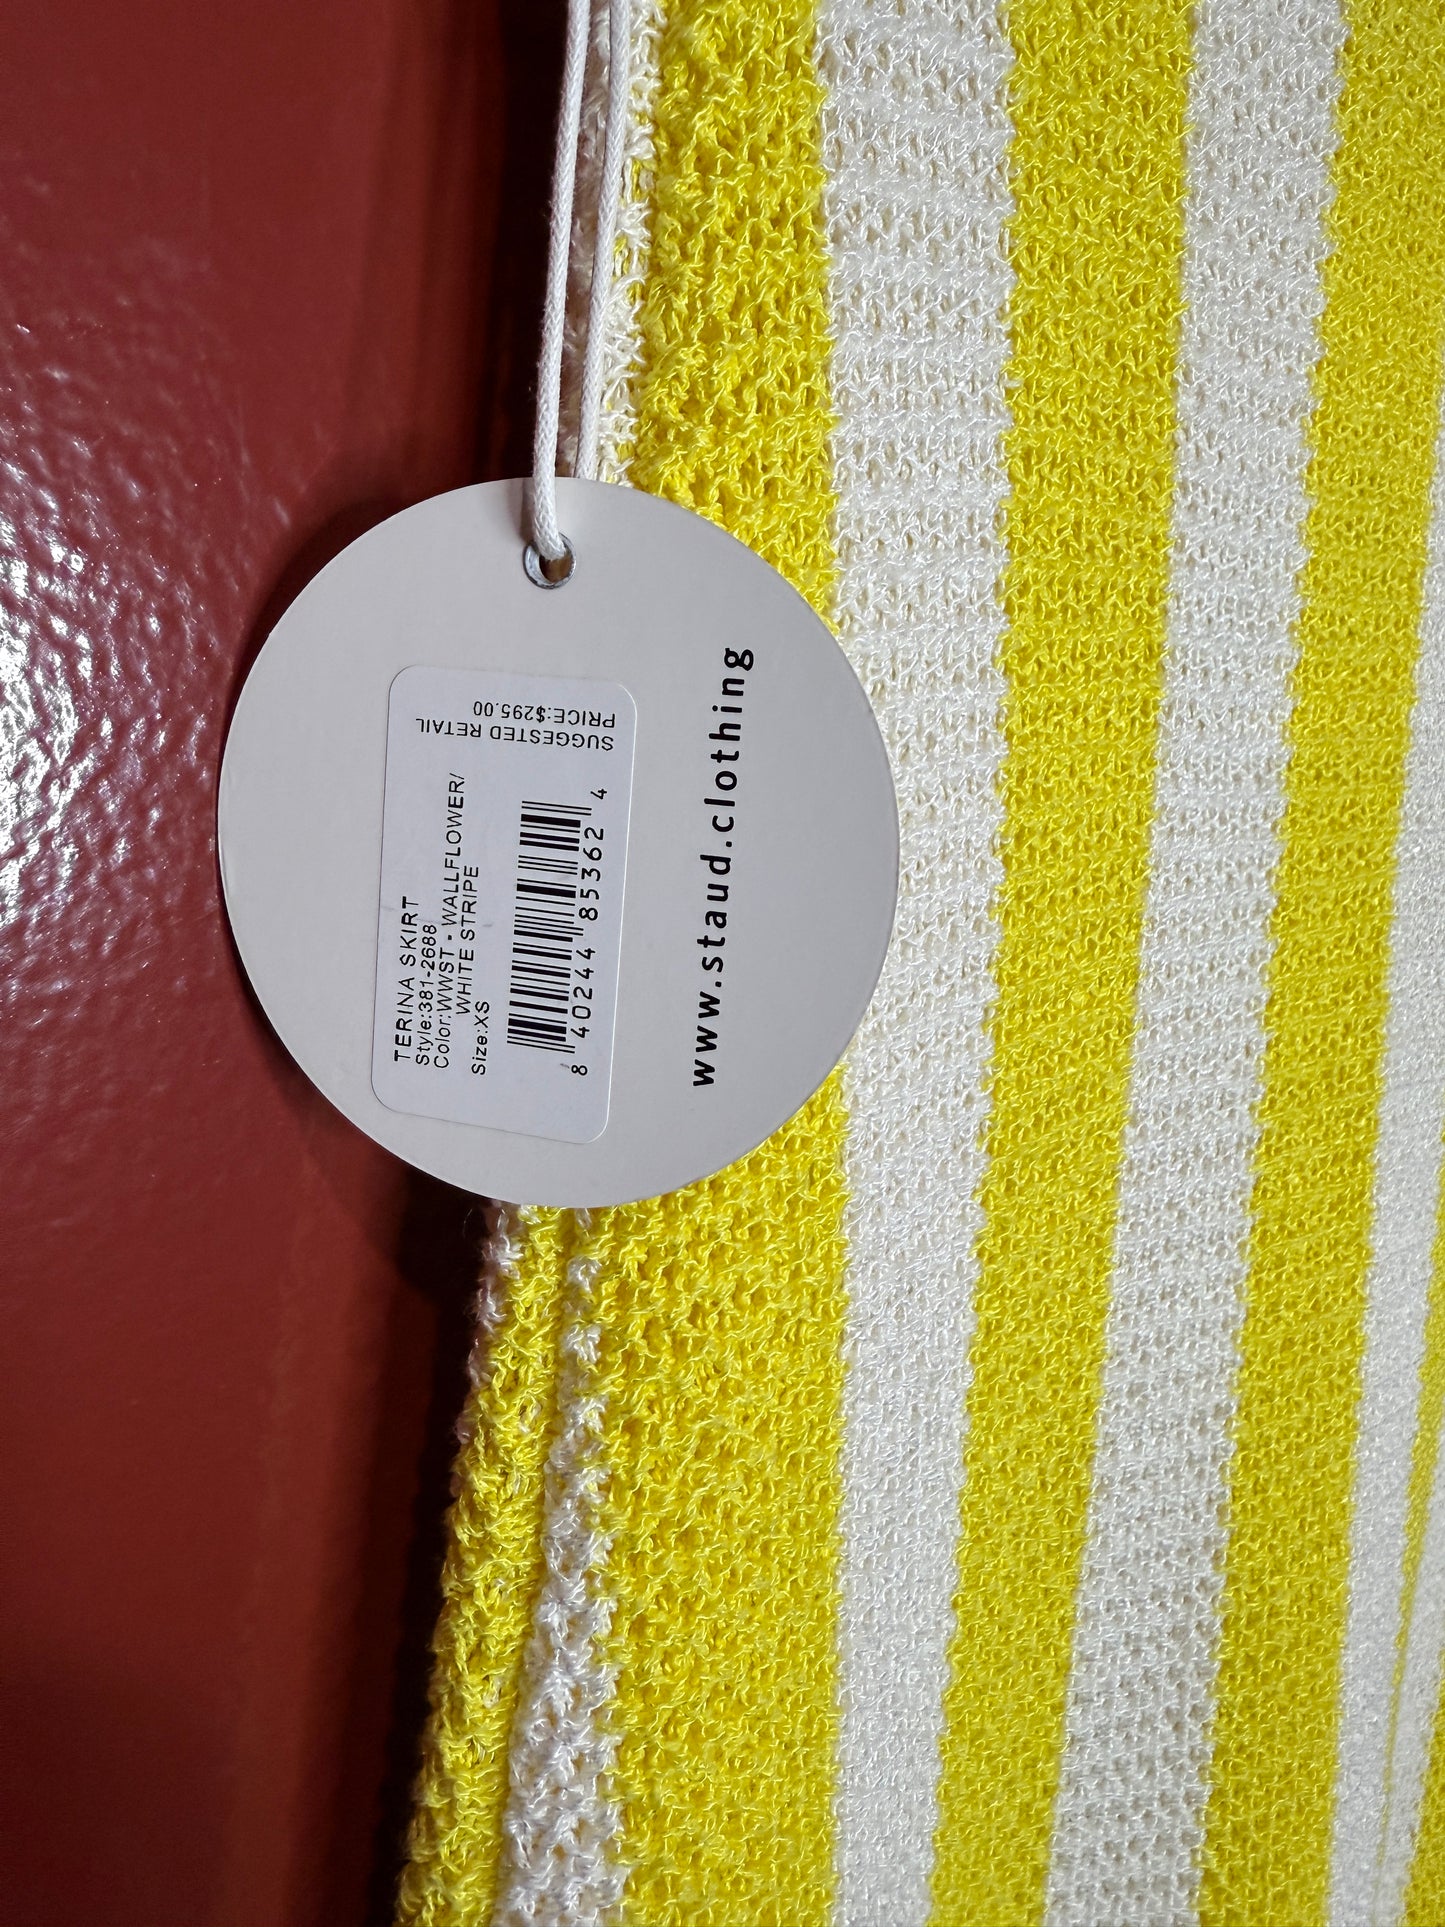 TERINA SKIRT
Style:381-2688
Color:WWST - WALLFLOWER/
WHITE STRIPE
Size:XS
8 40244 85362 4
SUGGESTED RETAIL
PRICE:$295.00
www.staud.clothing